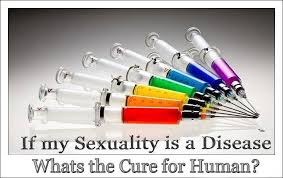 If my Sexuality is a Disease
Whats the Cure for Human?